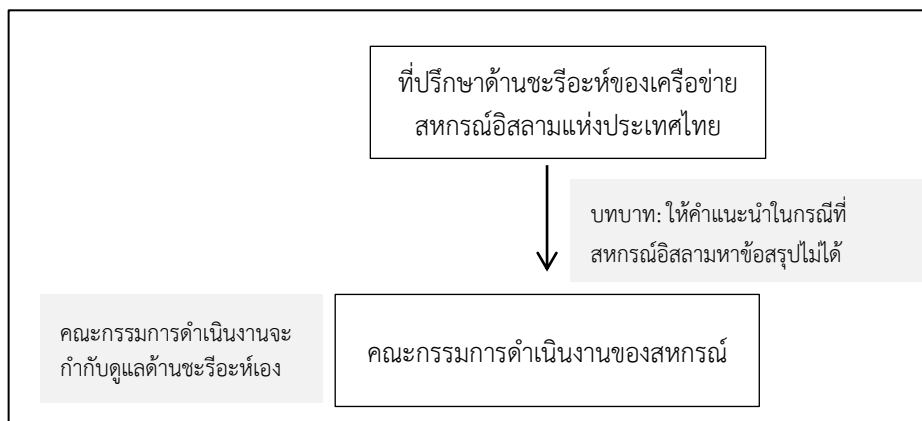 ที่ปรึกษาด้านชะรีอะห์ของเครือข่าย
สหกรณ์อิสลามแห่งประเทศไทย
บทบาท: ให้คำแนะนำในกรณีที่
สหกรณ์อิสลามหาข้อสรุปไม่ได้
คณะกรรมการดำเนินงานจะ
กำกับดูแลด้านชะรีอะห์เอง
คณะกรรมการดำเนินงานของสหกรณ์